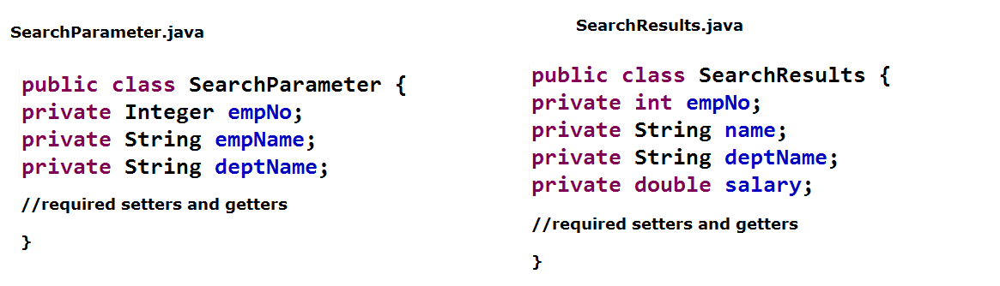 SearchParameter.java
public class SearchParameter {
private Integer empNo;
private String empName;
private String deptName;
//required setters and getters
}
SearchResults.java
public class SearchResults {
private int empNo;
private String name;
private String deptName;
private double salary;
//required setters and getters
}